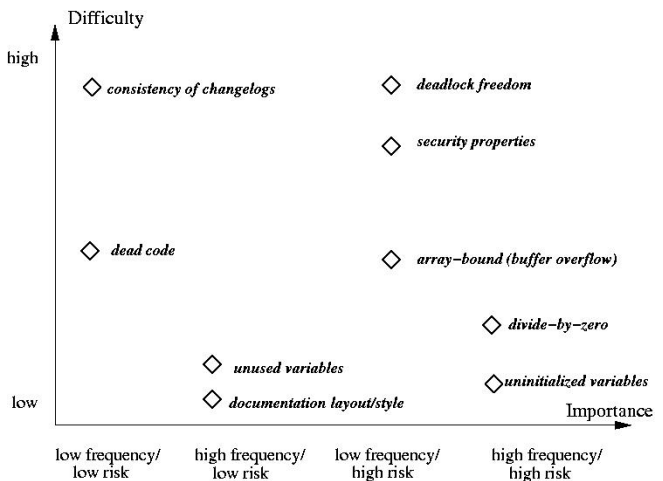 Difficulty
high
consistency of changelogs
deadlock freedom
security properties
dead code
array-bound (buffer overflow)
divide-by-zero
unused variables
uninitialized variables
low
documentation layout/style
Importance
low frequency/
low risk
high frequency/
low risk
low frequency/
high risk
high frequency/
high risk